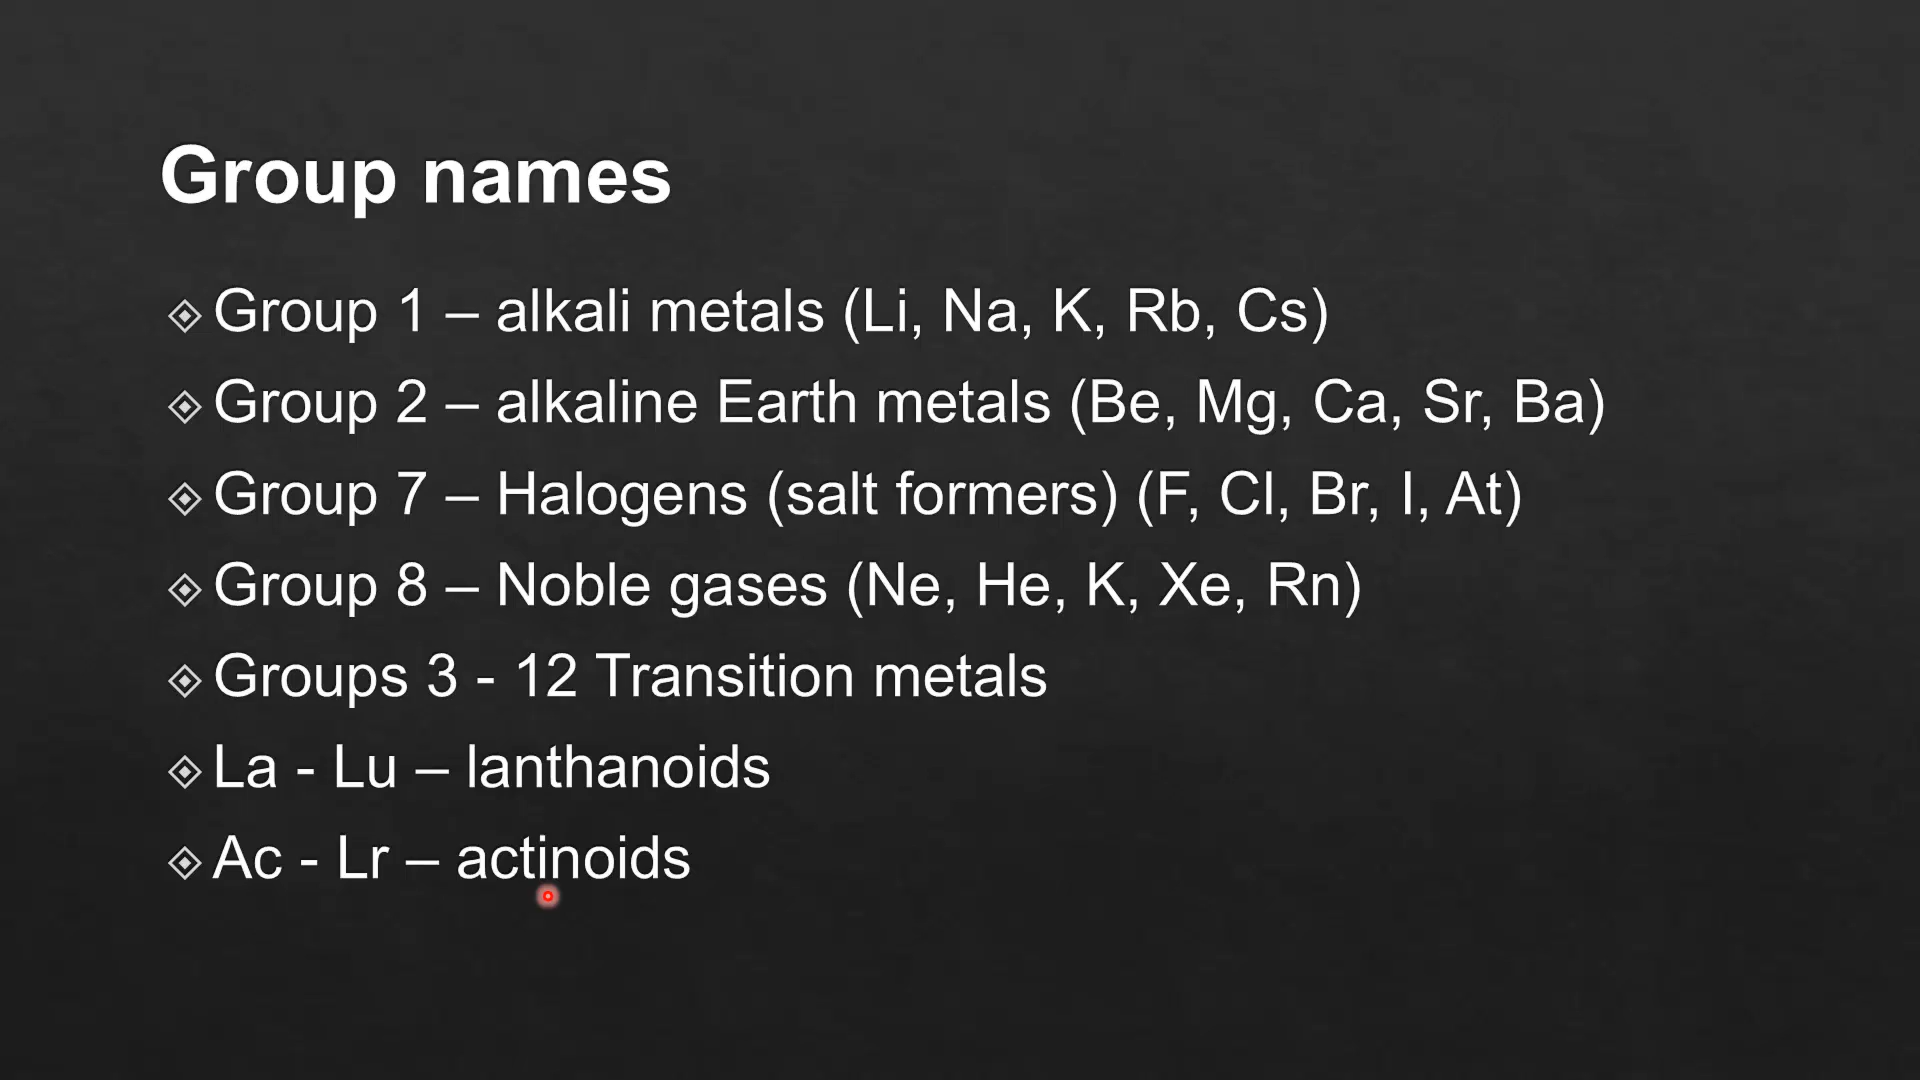 Group names
Group 1 – alkali metals (Li, Na, K, Rb, Cs)
Group 2 – alkaline Earth metals (Be, Mg, Ca, Sr, Ba)
Group 7 – Halogens (salt formers) (F, Cl, Br, I, At)
Group 8 – Noble gases (Ne, He, K, Xe, Rn)
Groups 3 - 12 Transition metals
La - Lu – lanthanoids
Ac - Lr – actinoids